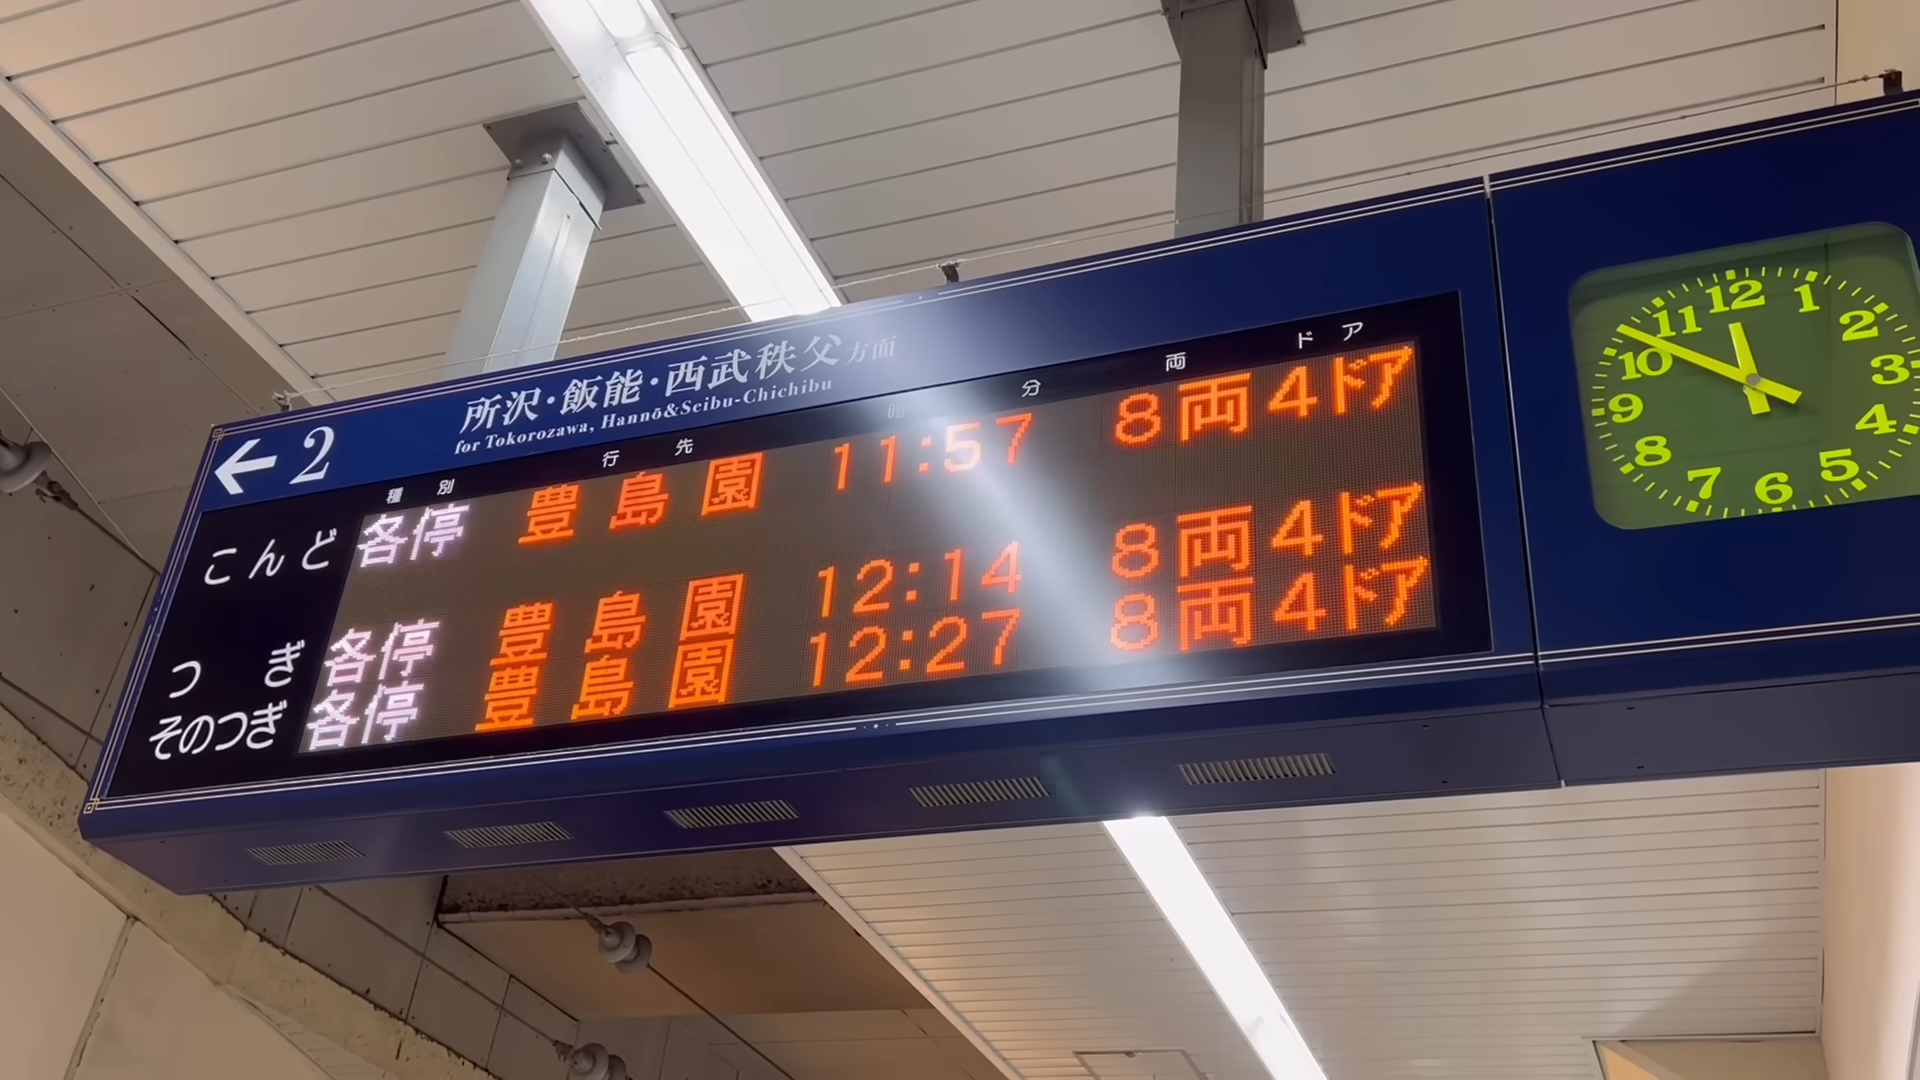 ← 2 所沢・飯能・西武秩父方面
for Tokorozawa, Hannō&Seibu-Chichibu
種別 行先 時 分 両 ドア
こんど 各停 豊島園 11:57 8両 4ドア
つぎ 各停 豊島園 12:14 8両 4ドア
そのつぎ 各停 豊島園 12:27 8両 4ドア
12
1
2
3
4
5
6
7
8
9
10
11